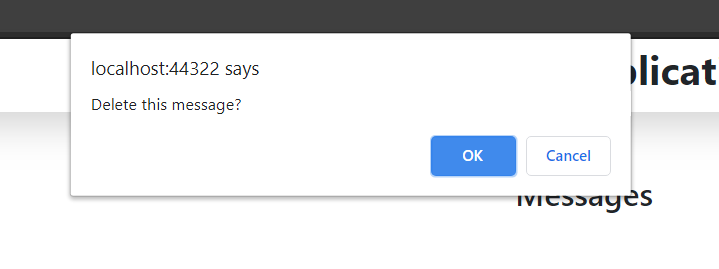 localhost:44322 says
Delete this message?
OK
Cancel
Messages